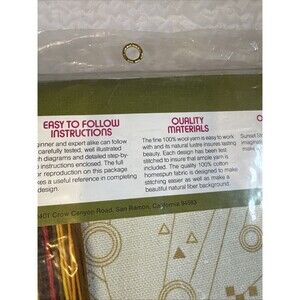 EASY TO FOLLOW
INSTRUCTIONS
ginner and expert alike can follow
carefully tested, well illustrated
h diagrams and detailed step-by-
instructions enclosed. The full
or reproduction on this package
kes a useful reference in completing
design.
QUALITY
MATERIALS
The fine 100% wool yarn is easy to work
with and its natural lustre insures lasting
beauty. Each design has been test
stitched to insure that ample yarn is
included. The quality 100% cotton
homespun fabric is designed to make
stitching easier as well as make a
beautiful natural fiber background
Sunset
imaginati
Crow Canyon Road, San Ramon, California 94583